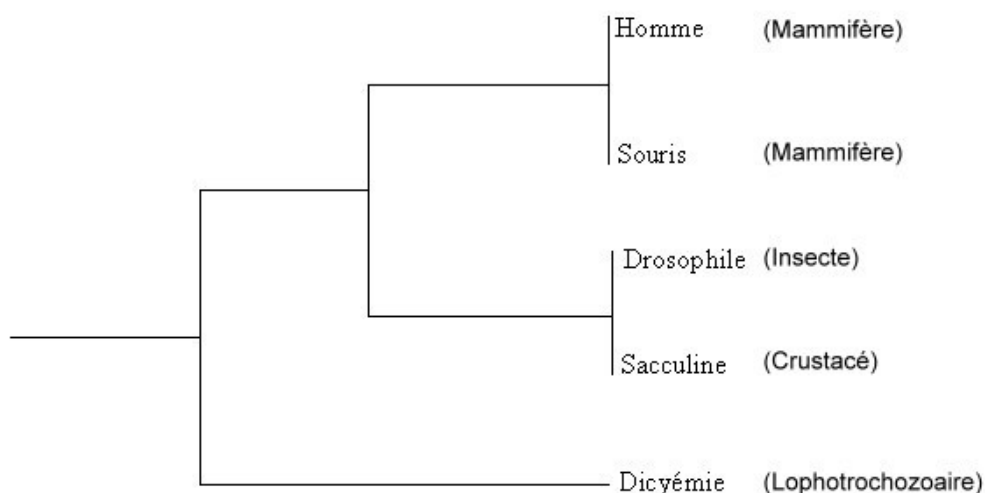 Homme (Mammifère)
Souris (Mammifère)
Drosophile (Insecte)
Sacculine (Crustacé)
Dicyémie (Lophotrochozoaire)